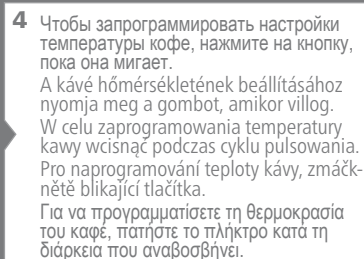 4 Чтобы запрограммировать настройки
температуры кофе, нажмите на кнопку,
пока она мигает.
A kávé hőmérsékletének beállításához
nyomja meg a gombot, amikor villog.
W celu zaprogramowania temperatury
kawy wcisnąć podczas cyklu pulsowania.
Pro naprogramování teploty kávy, zmáčk-
nětě blikající tlačítka.
Για να προγραμματίσετε τη θερμοκρασία
του καφέ, πατήστε το πλήκτρο κατά τη
διάρκεια που αναβοσβήνει.